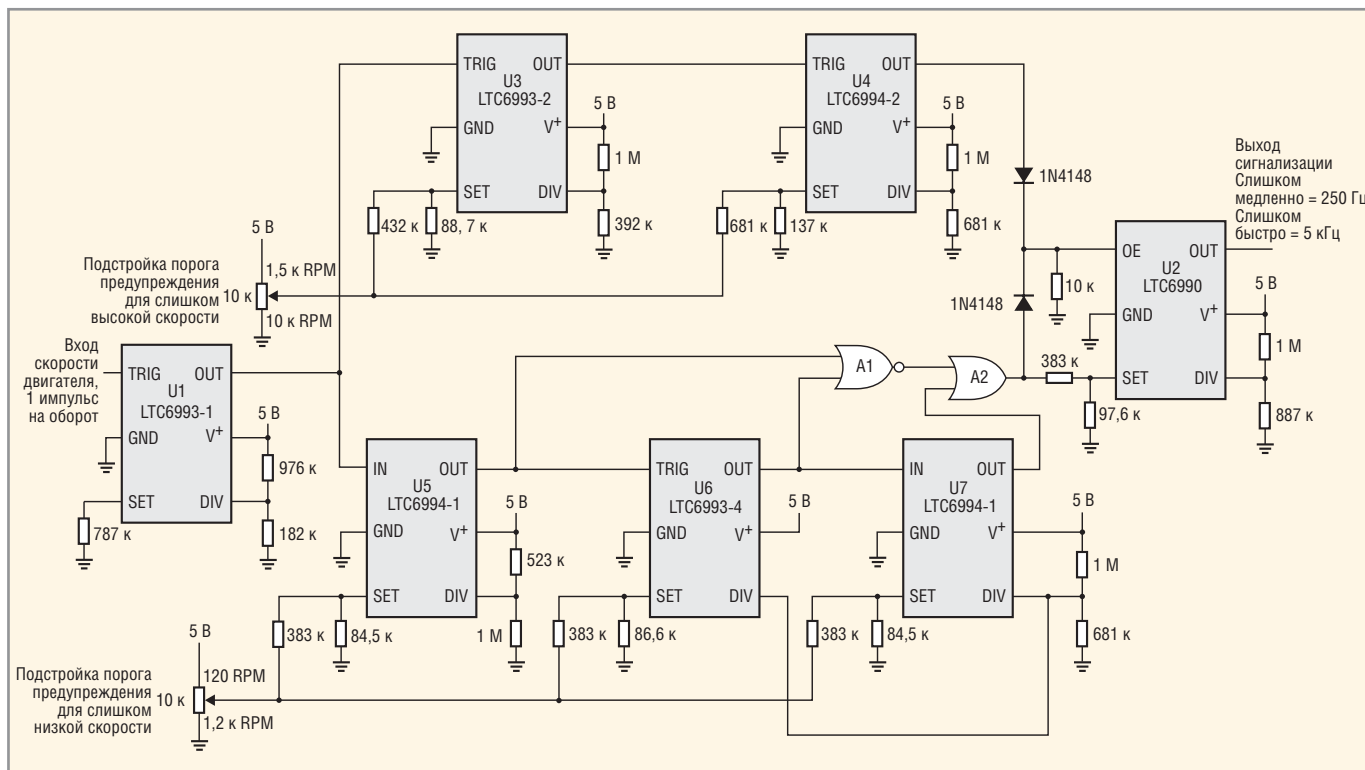 TRIG OUT
U3
LTC6993-2
5 В
GND V+
1 М
SET DIV
432 к
88, 7 к
392 к
TRIG OUT
U4
LTC6994-2
5 В
GND V+
1 М
SET DIV
681 к
137 к
681 к
1N4148
Выход
сигнализации
Слишком
медленно = 250 Гц
Слишком
быстро = 5 кГц
5 В
Подстройка порога
предупреждения
для слишком
высокой скорости
1,5 к RPM
10 к
10 к RPM
OE OUT
U2
LTC6990
5 В
10 к
1N4148
GND V+
1 М
SET DIV
383 к
97,6 к
887 к
Вход
скорости
двигателя,
1 импульс
на оборот
TRIG OUT
U1
LTC6993-1
5 В
GND V+
976 к
SET DIV
787 к
182 к
A1
A2
IN OUT
U5
LTC6994-1
5 В
GND V+
523 к
SET DIV
383 к
84,5 к
1 М
TRIG OUT
U6
LTC6993-4
5 В
GND V+
SET DIV
383 к
86,6 к
IN OUT
U7
LTC6994-1
5 В
GND V+
1 М
SET DIV
383 к
84,5 к
681 к
5 В
Подстройка порога
предупреждения
для слишком
низкой скорости
120 RPM
10 к
1,2 к RPM